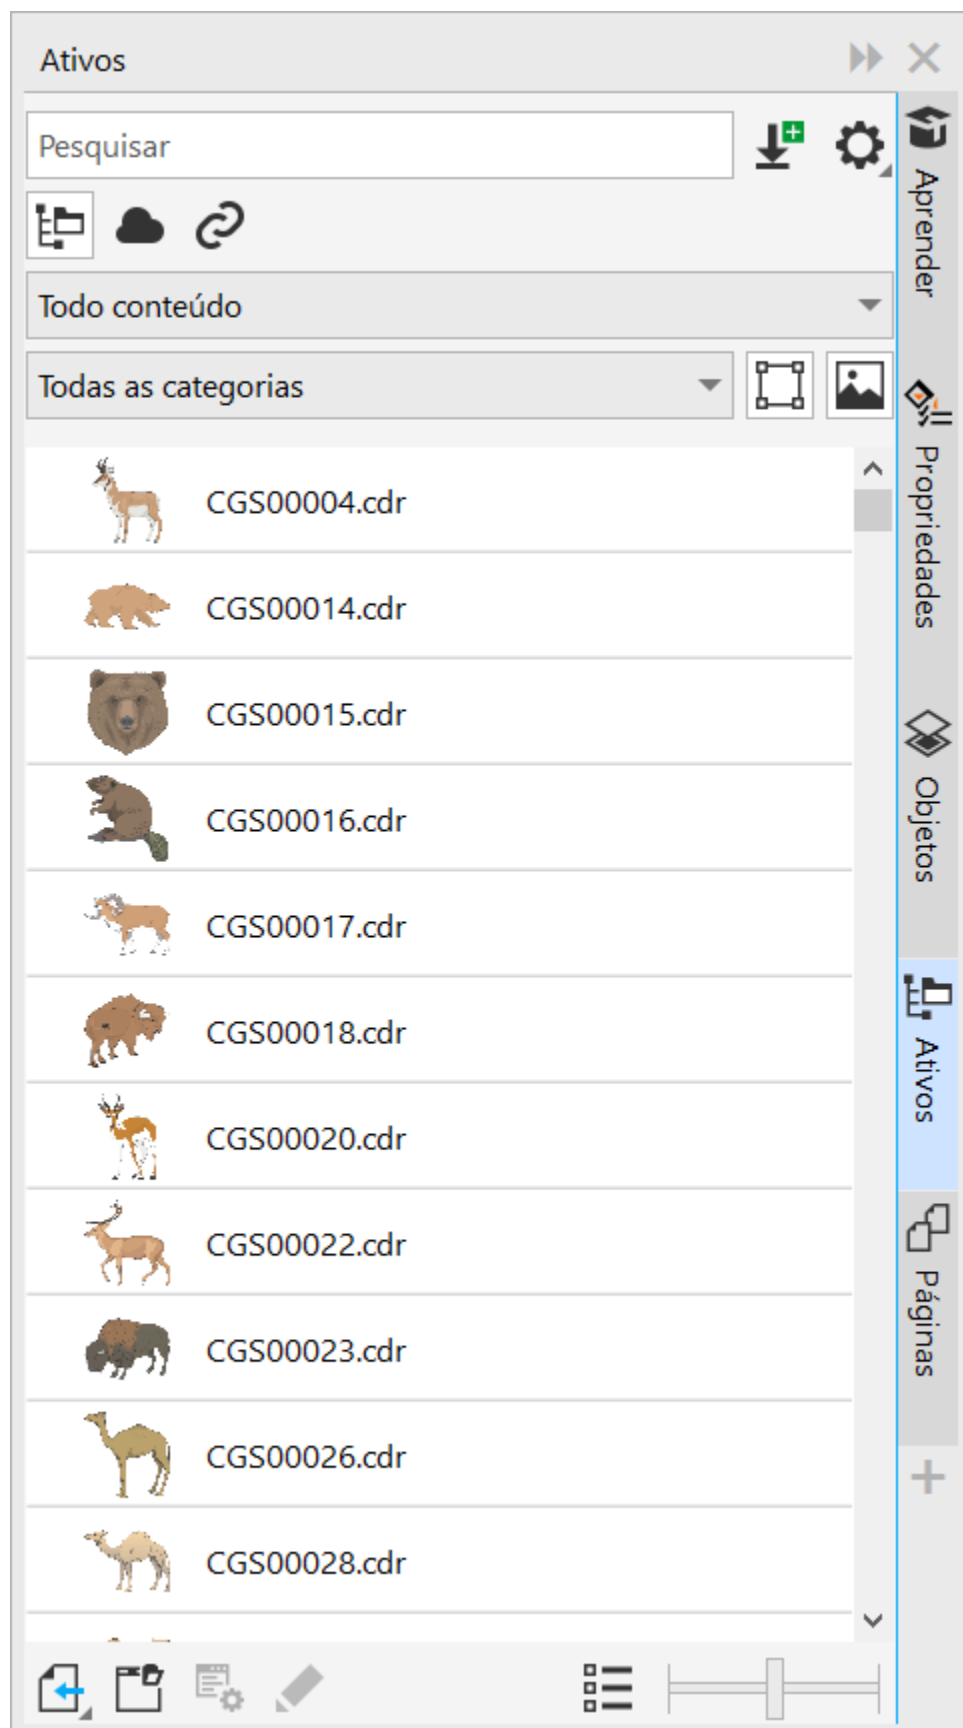 Ativos
Pesquisar
Todo conteúdo
Todas as categorias
CGS00004.cdr
CGS00014.cdr
CGS00015.cdr
CGS00016.cdr
CGS00017.cdr
CGS00018.cdr
CGS00020.cdr
CGS00022.cdr
CGS00023.cdr
CGS00026.cdr
CGS00028.cdr
Aprender
Propriedades
Objetos
Ativos
Páginas